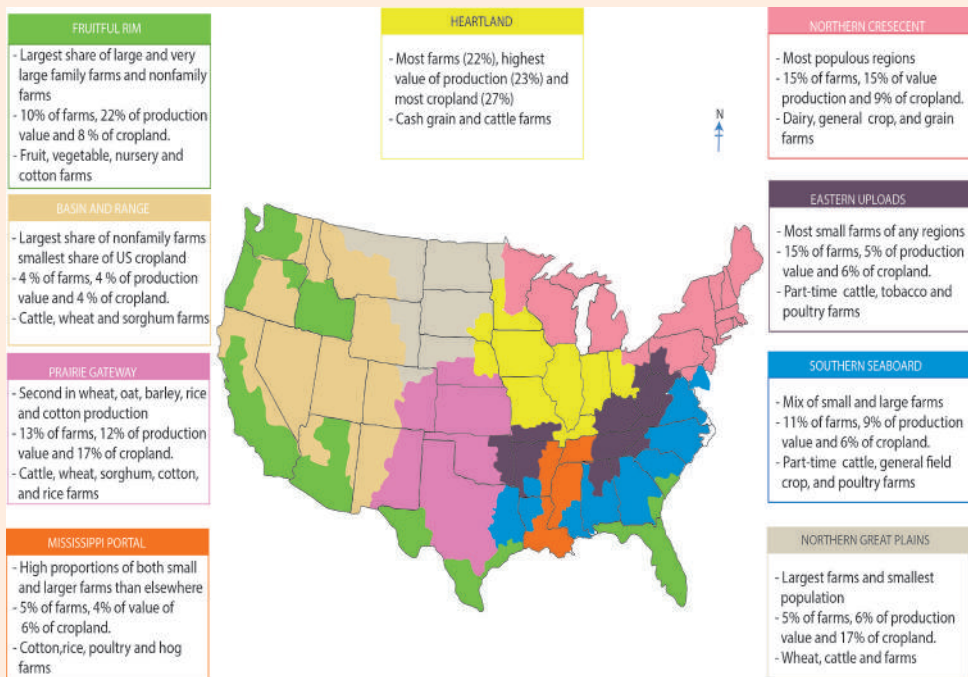 FRUITFUL RIM
- Largest share of large and very
large family farms and nonfamily
farms
- 10% of farms, 22% of production
value and 8 % of cropland.
- Fruit, vegetable, nursery and
cotton farms
BASIN AND RANGE
- Largest share of nonfamily farms
smallest share of US cropland
- 4 % of farms, 4 % of production
value and 4 % of cropland.
- Cattle, wheat and sorghum farms
PRAIRIE GATEWAY
- Second in wheat, oat, barley, rice
and cotton production
- 13% of farms, 12% of production
value and 17% of cropland.
- Cattle, wheat, sorghum, cotton,
and rice farms
MISSISSIPPI PORTAL
- High proportions of both small
and larger farms than elsewhere
- 5% of farms, 4% of value of
6% of cropland.
- Cotton,rice, poultry and hog
farms
HEARTLAND
- Most farms (22%), highest
value of production (23%) and
most cropland (27%)
- Cash grain and cattle farms
N
NORTHERN CRESECENT
- Most populous regions
- 15% of farms, 15% of value
production and 9% of cropland.
- Dairy, general crop, and grain
farms
EASTERN UPLOADS
- Most small farms of any regions
- 15% of farms, 5% of production
value and 6% of cropland.
- Part-time cattle, tobacco and
poultry farms
SOUTHERN SEABOARD
- Mix of small and large farms
- 11% of farms, 9% of production
value and 6% of cropland.
- Part-time cattle, general field
crop, and poultry farms
NORTHERN GREAT PLAINS
- Largest farms and smallest
population
- 5% of farms, 6% of production
value and 17% of cropland.
- Wheat, cattle and farms